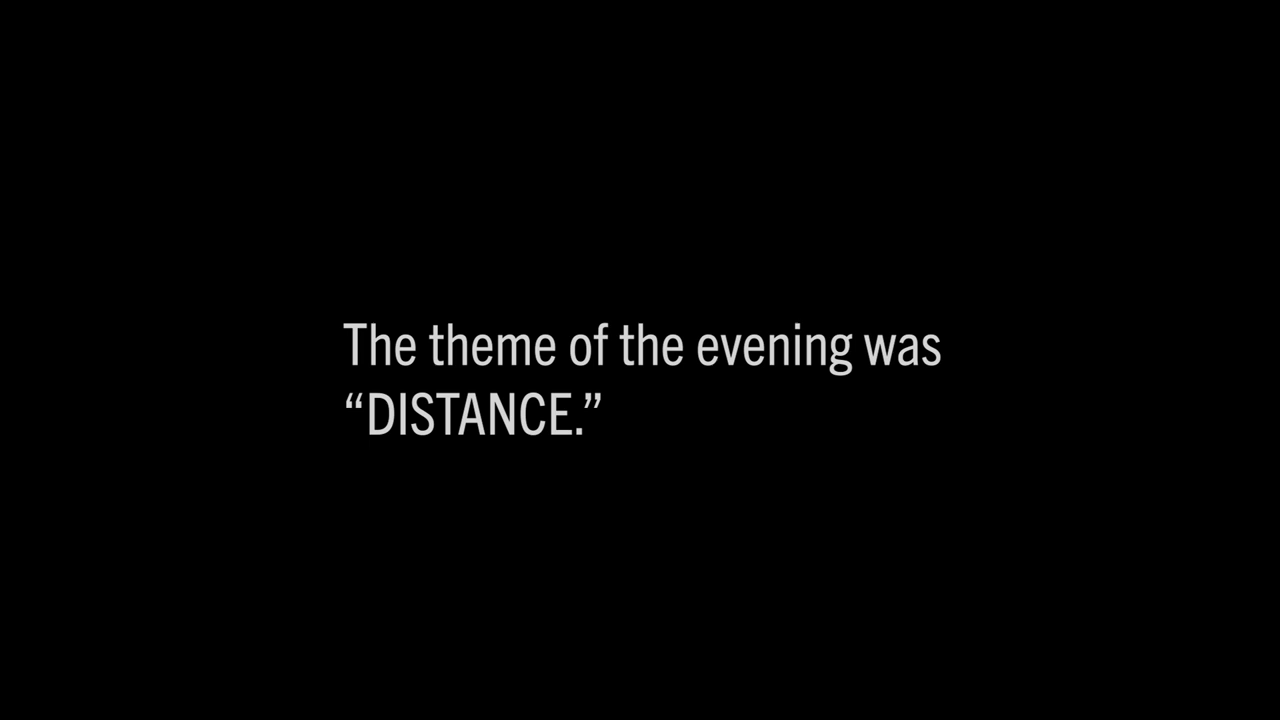 The theme of the evening was
“DISTANCE.”